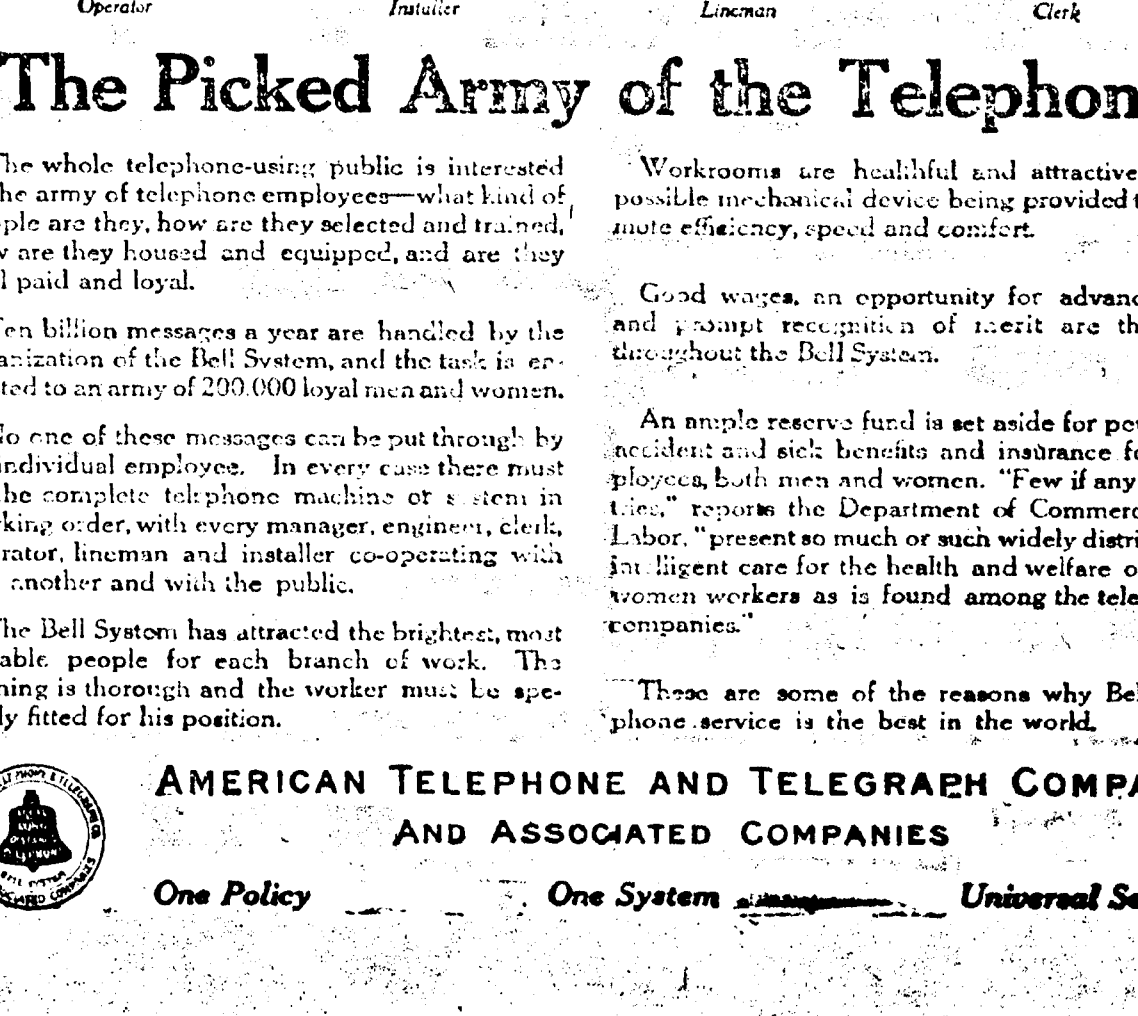 Operator Installer Lineman Clerk
The Picked Army of the Telephon
The whole telephone-using public is interested
he army of telephone employees—what kind of
ple are they, how are they selected and trained,
w are they housed and equipped, and are they
l paid and loyal.
Ten billion messages a year are handled by the
anization of the Bell System, and the task is en-
ted to an army of 200,000 loyal men and women.
No one of these messages can be put through by
individual employee. In every case there must
he complete telephone machine or system in
king order, with every manager, engineer, clerk,
rator, lineman and installer co-operating with
another and with the public.
The Bell System has attracted the brightest, most
able people for each branch of work. The
ning is thorough and the worker must be spe-
ly fitted for his position.
Workrooms are healthful and attractive
possible mechanical device being provided t
mote efficiency, speed and comfort.
Good wages, an opportunity for advanc
and prompt recognition of merit are th
throughout the Bell System.
An ample reserve fund is set aside for pe
accident and sick benefits and insurance fo
ployees, both men and women. "Few if any
tries," reports the Department of Commerc
Labor, "present so much or such widely distri
intelligent care for the health and welfare o
women workers as is found among the tele
companies."
These are some of the reasons why Bel
phone service is the best in the world.
AMERICAN TELEPHONE AND TELEGRAPH COMPA
AND ASSOCIATED COMPANIES
One Policy One System Universal Se